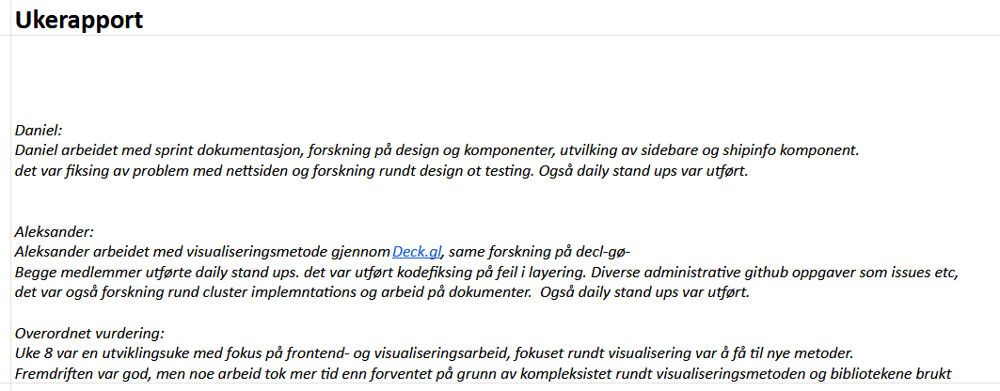 Ukerapport
Daniel:
Daniel arbeidet med sprint dokumentasjon, forskning på design og komponenter, utvilking av sidebare og shipinfo komponent.
det var fiksing av problem med nettsiden og forskning rundt design ot testing. Også daily stand ups var utført.
Aleksander:
Aleksander arbeidet med visualiseringsmetode gjennom Deck.gl, same forskning på decl-gø-
Begge medlemmer utførte daily stand ups. det var utført kodefiksing på feil i layering. Diverse administrative github oppgaver som issues etc,
det var også forskning rund cluster implemntations og arbeid på dokumenter.  Også daily stand ups var utført.
Overordnet vurdering:
Uke 8 var en utviklingsuke med fokus på frontend- og visualiseringsarbeid, fokuset rundt visualisering var å få til nye metoder.
Fremdriften var god, men noe arbeid tok mer tid enn forventet på grunn av kompleksistet rundt visualiseringsmetoden og bibliotekene brukt